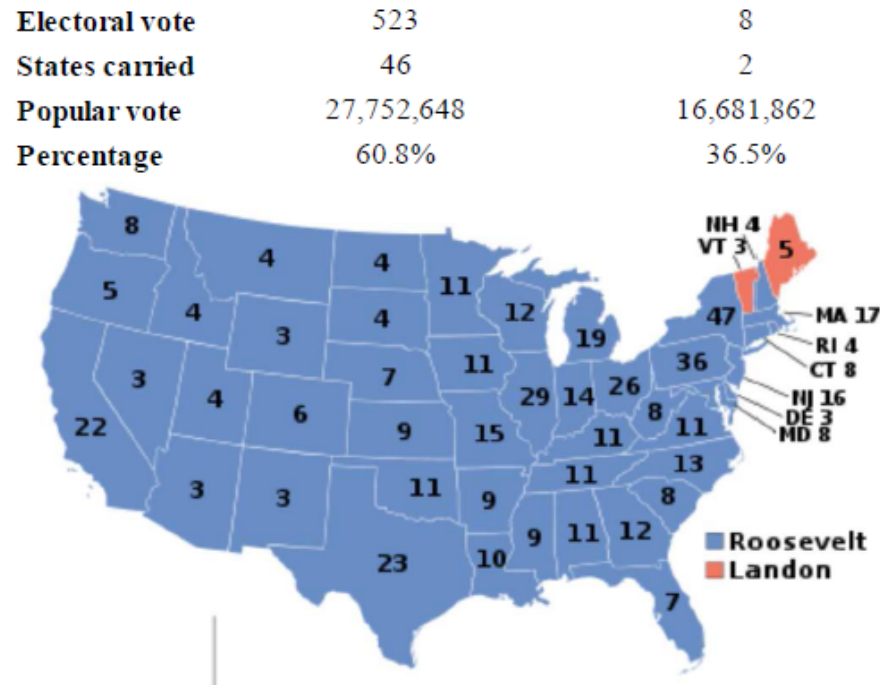 Electoral vote 523 8
States carried 46 2
Popular vote 27,752,648 16,681,862
Percentage 60.8% 36.5%
8
NH 4
VT 3
5
4
4
11
5
4
3
4
12
19
47
MA 17
RI 4
CT 8
NJ 16
DE 3
MD 8
3
4
6
7
11
29
14
26
36
8
11
22
9
15
11
13
3
3
11
9
11
8
23
10
9
11
12
7
Roosevelt
Landon